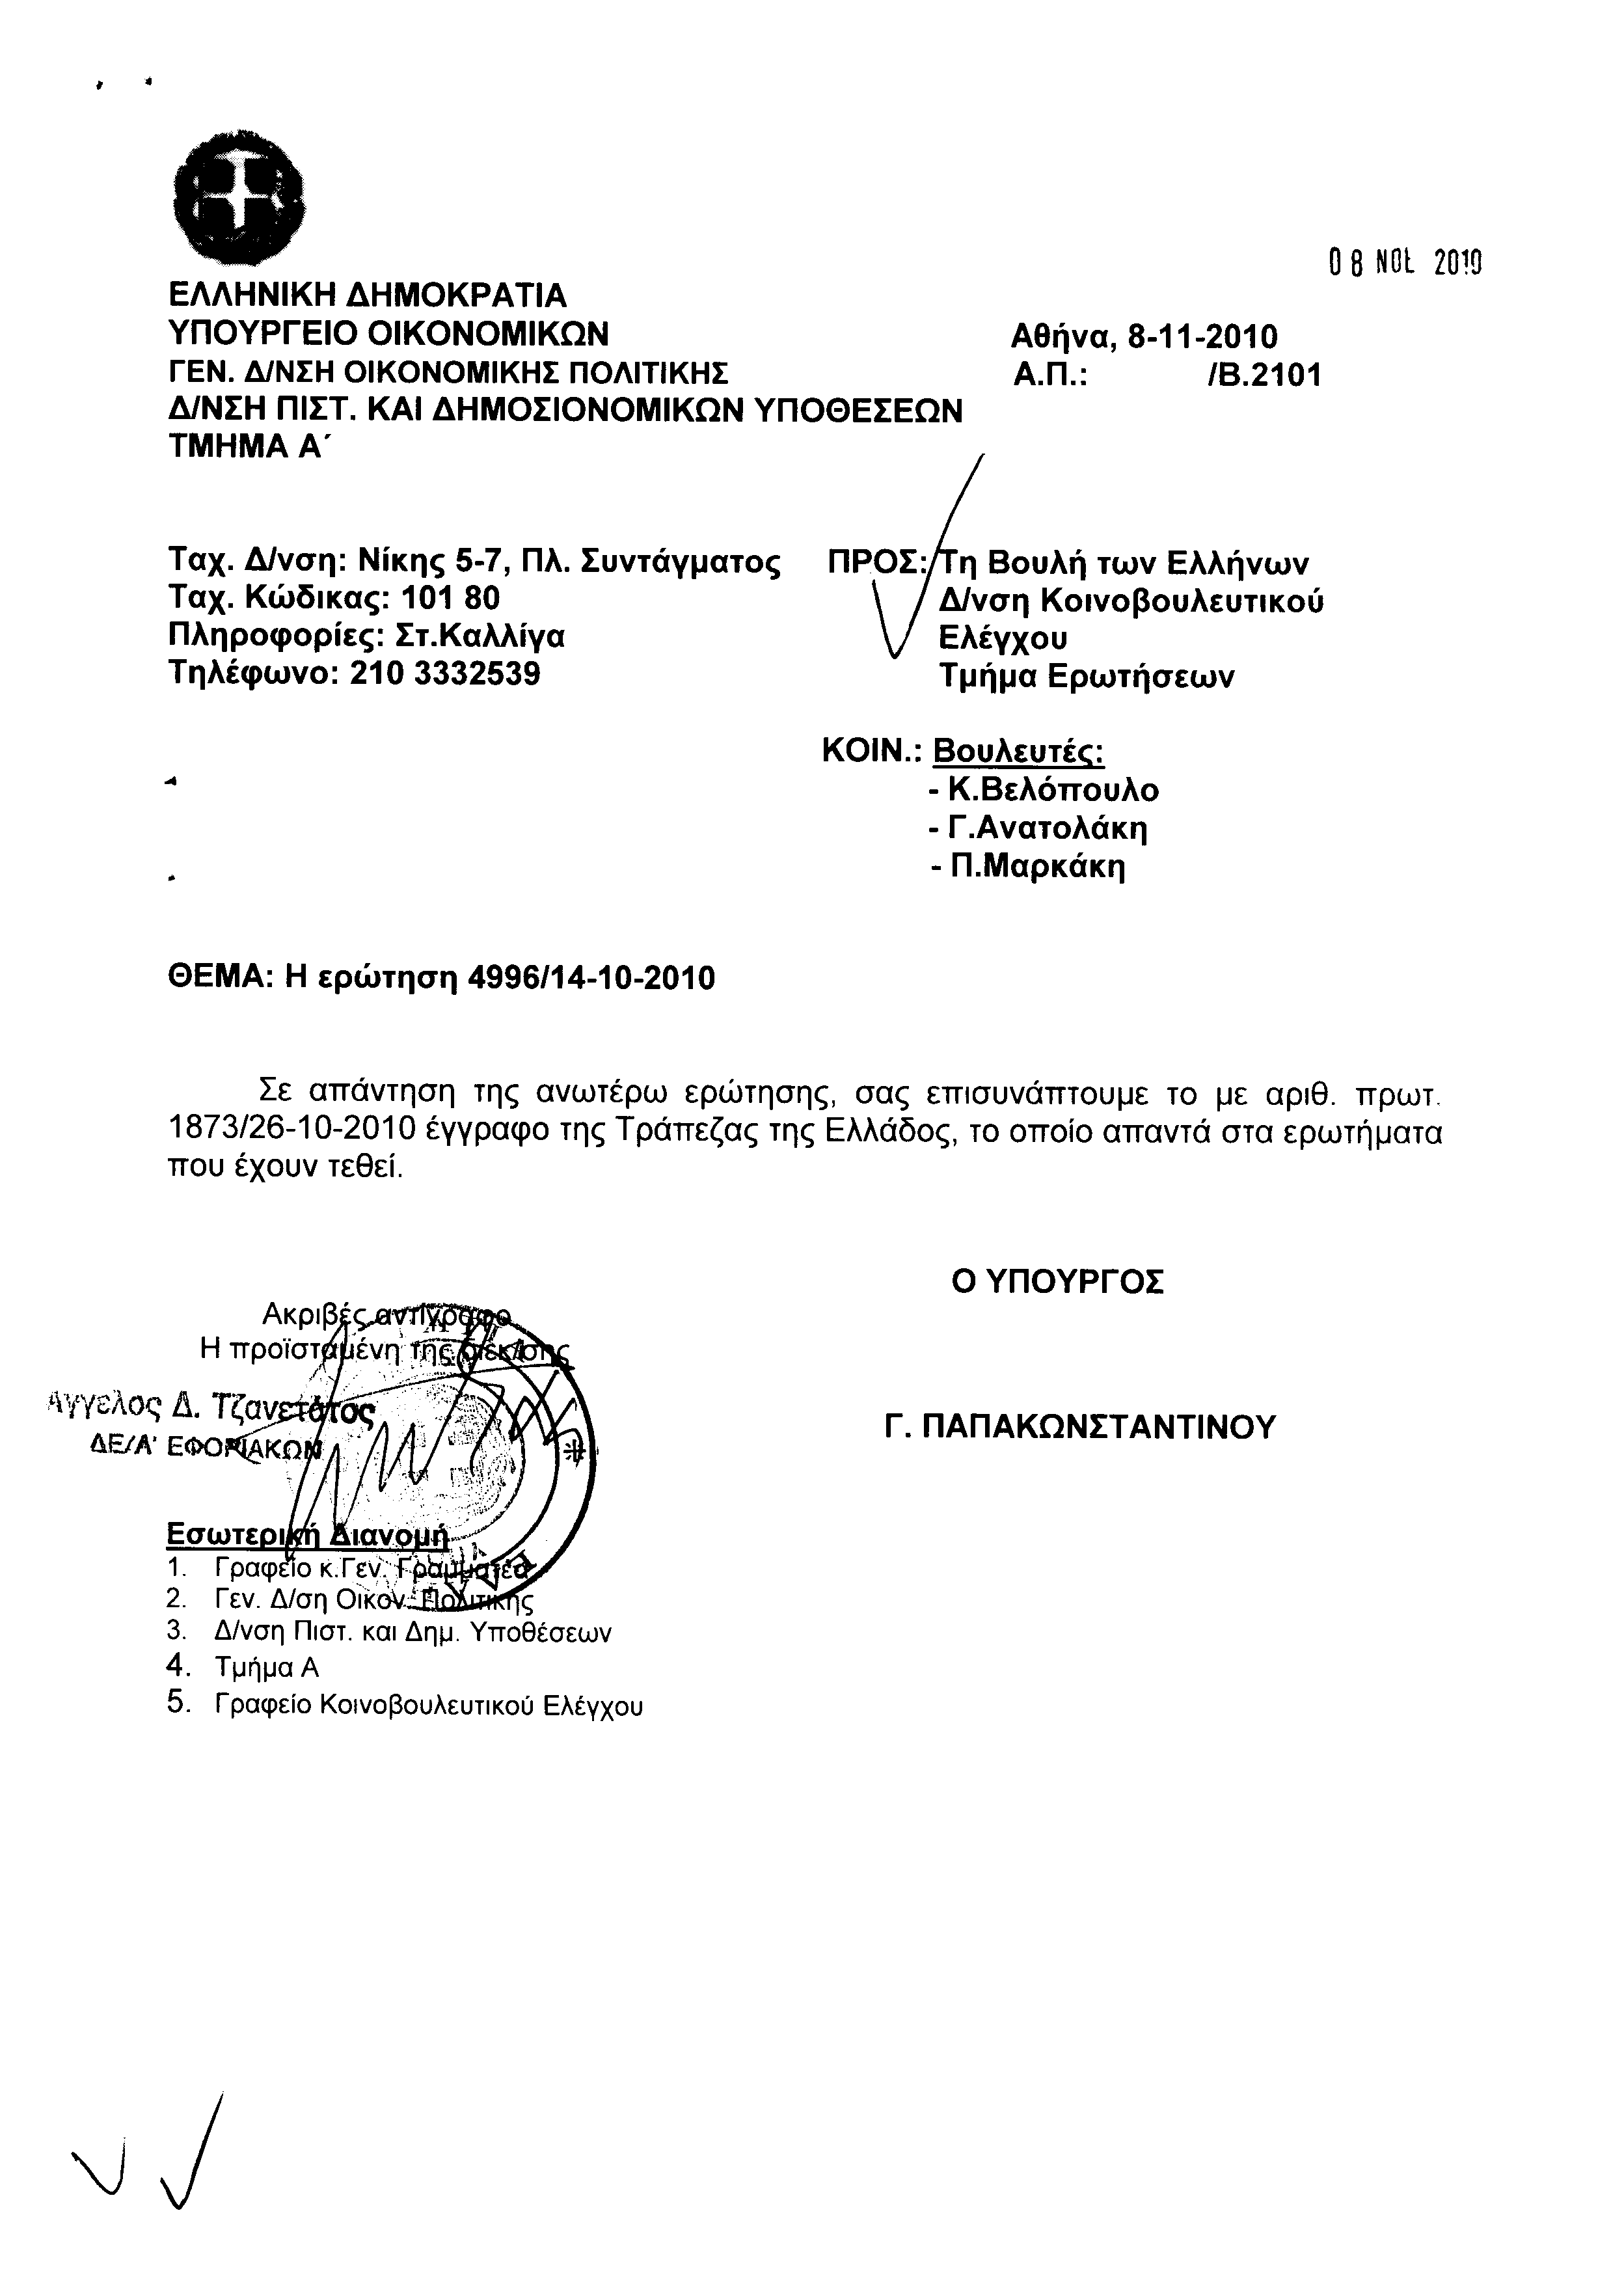 08 ΝΟΕ 2010
ΕΛΛΗΝΙΚΗ ΔΗΜΟΚΡΑΤΙΑ
ΥΠΟΥΡΓΕΙΟ ΟΙΚΟΝΟΜΙΚΩΝ
ΓΕΝ. Δ/ΝΣΗ ΟΙΚΟΝΟΜΙΚΗΣ ΠΟΛΙΤΙΚΗΣ
Δ/ΝΣΗ ΠΙΣΤ. ΚΑΙ ΔΗΜΟΣΙΟΝΟΜΙΚΩΝ ΥΠΟΘΕΣΕΩΝ
ΤΜΗΜΑ Α΄
Αθήνα, 8-11-2010
Α.Π.: /Β.2101
Ταχ. Δ/νση: Νίκης 5-7, Πλ. Συντάγματος
Ταχ. Κώδικας: 101 80
Πληροφορίες: Στ.Καλλίγα
Τηλέφωνο: 210 3332539
ΠΡΟΣ: Τη Βουλή των Ελλήνων
Δ/νση Κοινοβουλευτικού
Ελέγχου
Τμήμα Ερωτήσεων
ΚΟΙΝ.: Βουλευτές:
- Κ.Βελόπουλο
- Γ.Ανατολάκη
- Π.Μαρκάκη
ΘΕΜΑ: Η ερώτηση 4996/14-10-2010
Σε απάντηση της ανωτέρω ερώτησης, σας επισυνάπτουμε το με αριθ. πρωτ.
1873/26-10-2010 έγγραφο της Τράπεζας της Ελλάδος, το οποίο απαντά στα ερωτήματα
που έχουν τεθεί.
Ο ΥΠΟΥΡΓΟΣ
Γ. ΠΑΠΑΚΩΝΣΤΑΝΤΙΝΟΥ
Ακριβές αντίγραφο
Η προϊσταμένη της
Αγγελος Δ. Τζανετάτος
ΔΕ/Α' ΕΦΟΡΙΑΚΩΝ
Εσωτερική Διανομή
1. Γραφείο κ.Γεν. Γραμματέα
2. Γεν. Δ/ση Οικον. Πολιτικής
3. Δ/νση Πιστ. και Δημ. Υποθέσεων
4. Τμήμα Α
5. Γραφείο Κοινοβουλευτικού Ελέγχου